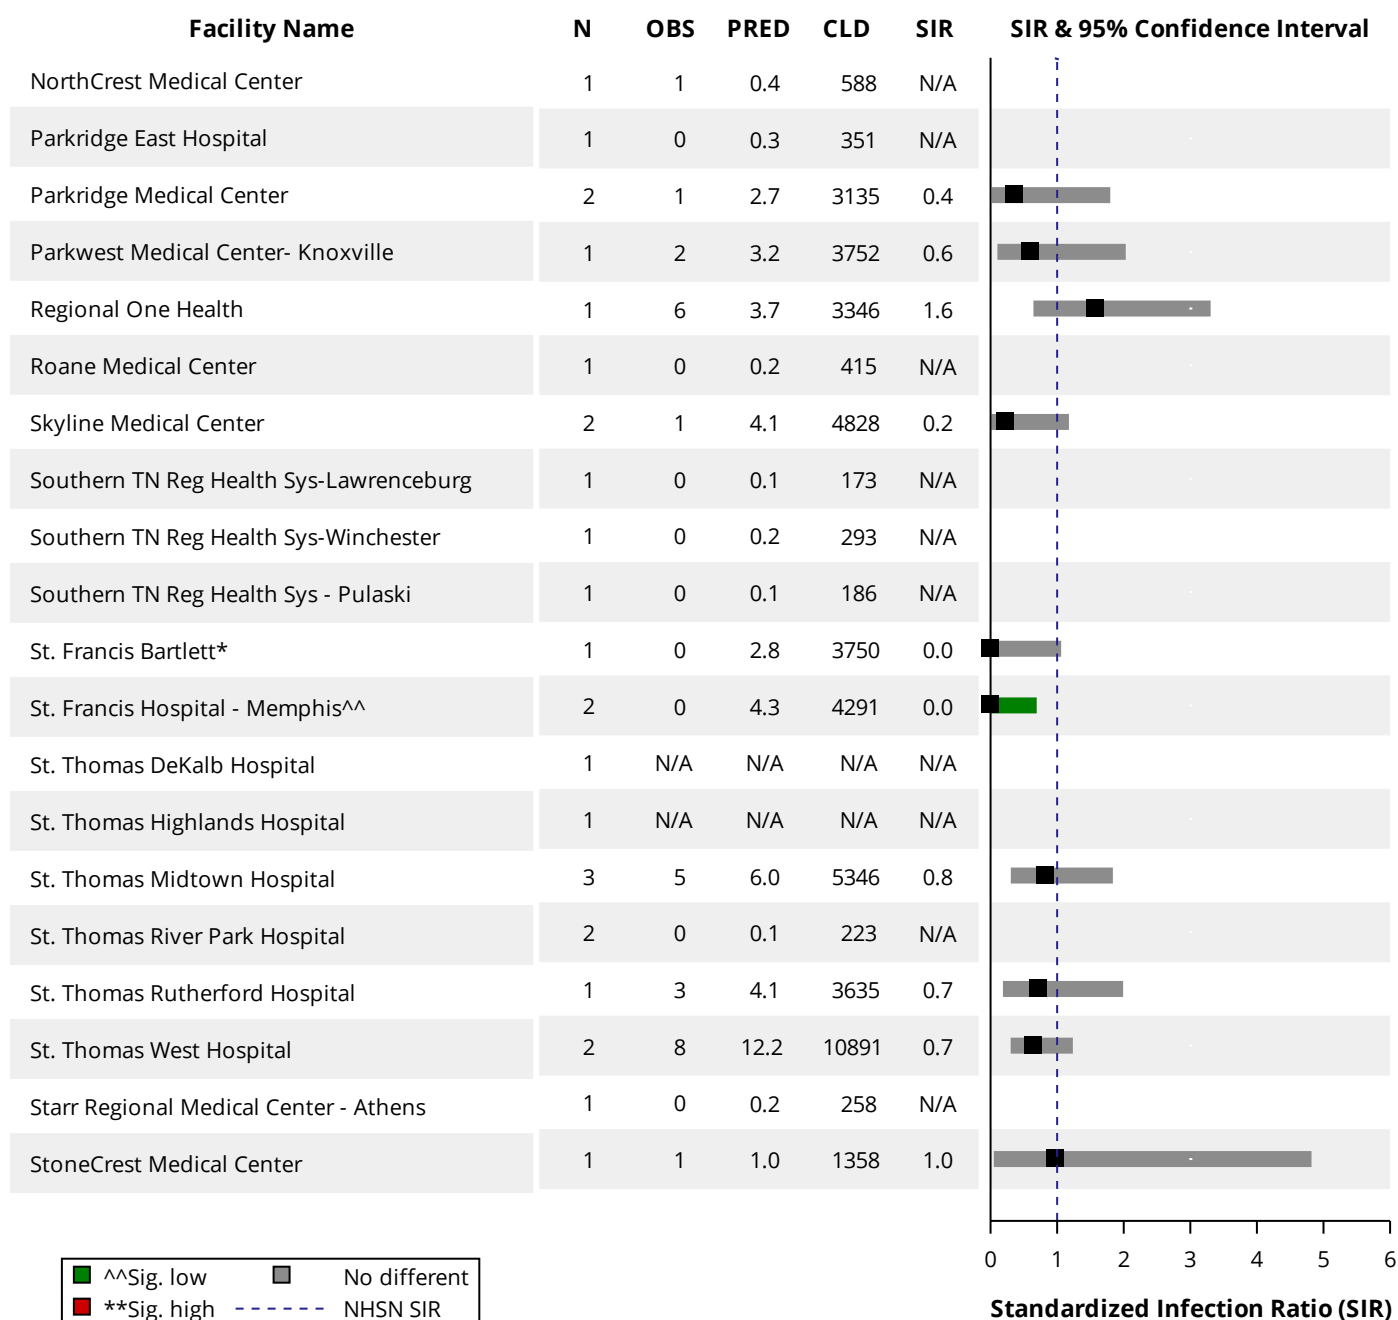 Facility Name N OBS PRED CLD SIR SIR & 95% Confidence Interval
NorthCrest Medical Center 1 1 0.4 588 N/A
Parkridge East Hospital 1 0 0.3 351 N/A
Parkridge Medical Center 2 1 2.7 3135 0.4
Parkwest Medical Center- Knoxville 1 2 3.2 3752 0.6
Regional One Health 1 6 3.7 3346 1.6
Roane Medical Center 1 0 0.2 415 N/A
Skyline Medical Center 2 1 4.1 4828 0.2
Southern TN Reg Health Sys-Lawrenceburg 1 0 0.1 173 N/A
Southern TN Reg Health Sys-Winchester 1 0 0.2 293 N/A
Southern TN Reg Health Sys - Pulaski 1 0 0.1 186 N/A
St. Francis Bartlett* 1 0 2.8 3750 0.0
St. Francis Hospital - Memphis^^ 2 0 4.3 4291 0.0
St. Thomas DeKalb Hospital 1 N/A N/A N/A N/A
St. Thomas Highlands Hospital 1 N/A N/A N/A N/A
St. Thomas Midtown Hospital 3 5 6.0 5346 0.8
St. Thomas River Park Hospital 2 0 0.1 223 N/A
St. Thomas Rutherford Hospital 1 3 4.1 3635 0.7
St. Thomas West Hospital 2 8 12.2 10891 0.7
Starr Regional Medical Center - Athens 1 0 0.2 258 N/A
StoneCrest Medical Center 1 1 1.0 1358 1.0
0 1 2 3 4 5 6
^^Sig. low No different
**Sig. high NHSN SIR
Standardized Infection Ratio (SIR)